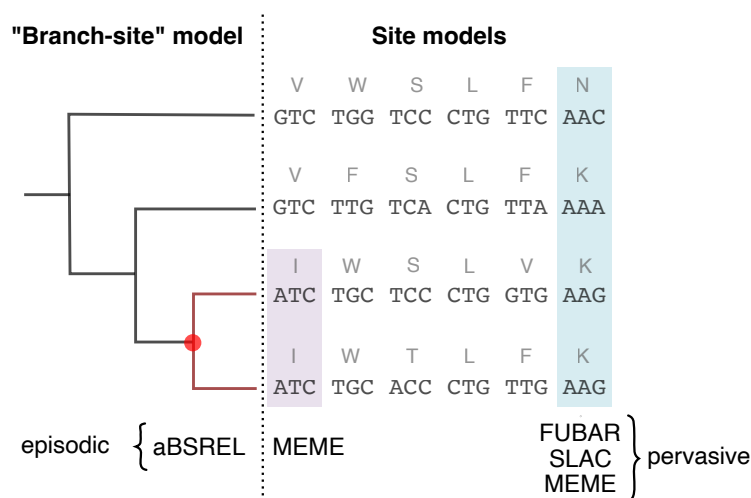 "Branch-site" model
Site models
V W S L F N
GTC TGG TCC CTG TTC AAC
V F S L F K
GTC TTG TCA CTG TTA AAA
I W S L V K
ATC TGC TCC CTG GTG AAG
I W T L F K
ATC TGC ACC CTG TTG AAG
episodic { aBSREL
MEME
FUBAR
SLAC
MEME
} pervasive